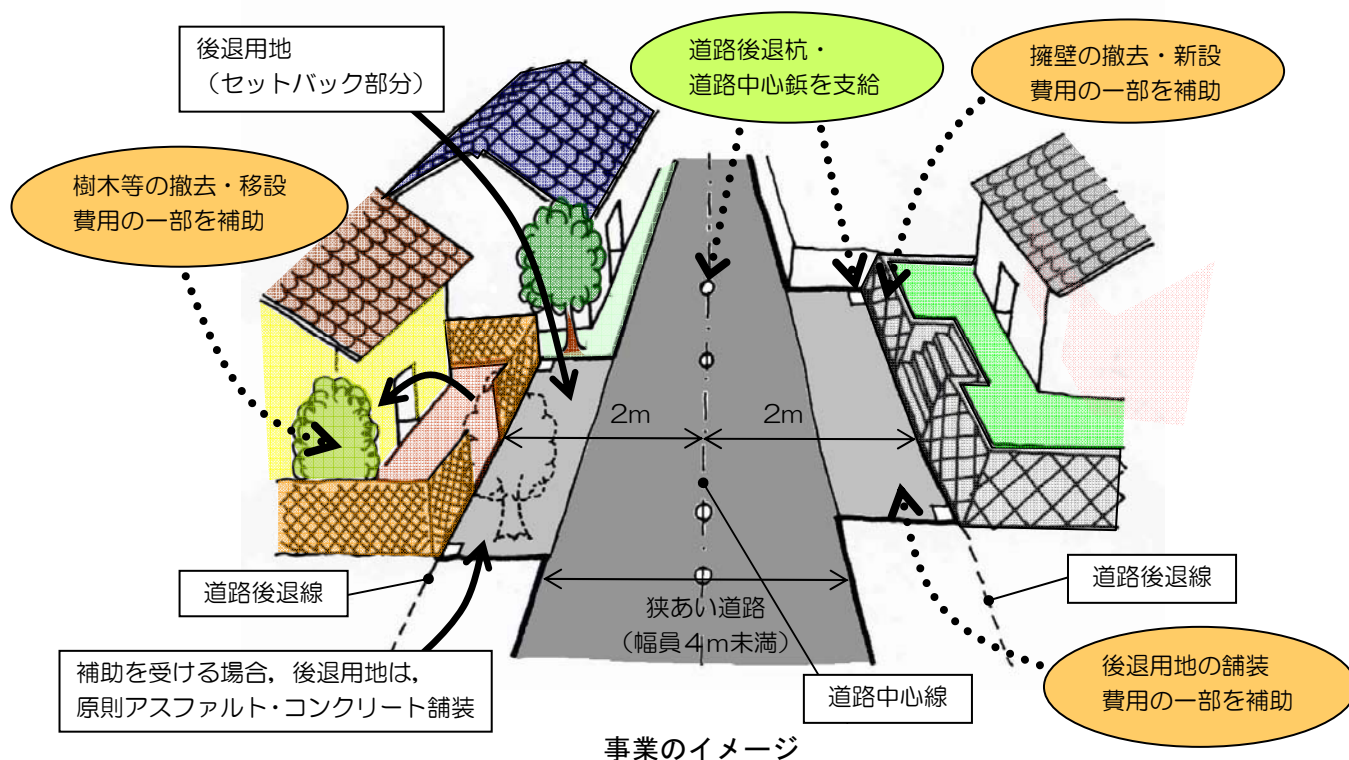 後退用地
(セットバック部分)
道路後退杭・
道路中心鋲を支給
擁壁の撤去・新設
費用の一部を補助
樹木等の撤去・移設
費用の一部を補助
2m
2m
道路後退線
狭あい道路
(幅員4m未満)
道路後退線
補助を受ける場合,後退用地は,
原則アスファルト・コンクリート舗装
道路中心線
後退用地の舗装
費用の一部を補助
事業のイメージ